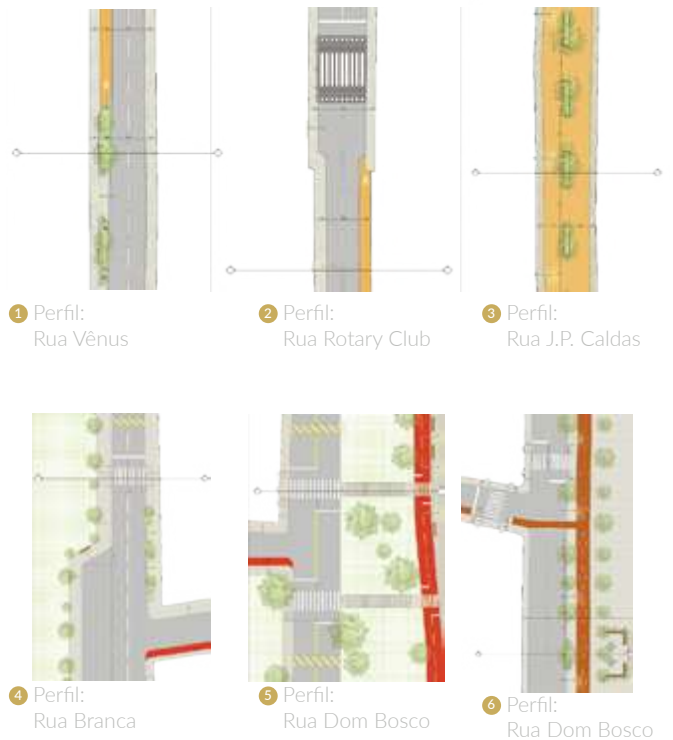 1 Perfil:
Rua Vênus
2 Perfil:
Rua Rotary Club
3 Perfil:
Rua J.P. Caldas
4 Perfil:
Rua Branca
5 Perfil:
Rua Dom Bosco
6 Perfil:
Rua Dom Bosco